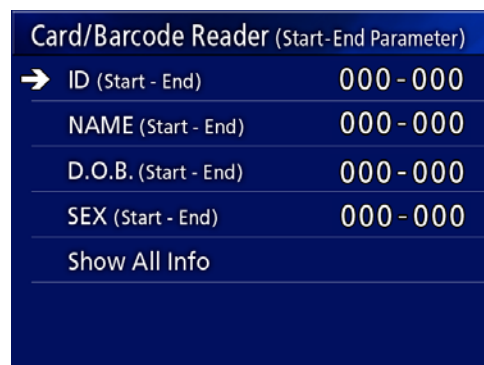 Card/Barcode Reader (Start-End Parameter)
ID (Start - End) 000-000
NAME (Start - End) 000-000
D.O.B. (Start - End) 000-000
SEX (Start - End) 000-000
Show All Info